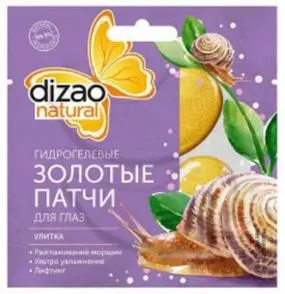 dizao
natural
ГИДРОГЕЛЕВЫЕ
ЗОЛОТЫЕ
ПАТЧИ
ДЛЯ ГЛАЗ
УЛИТКА
• Разглаживание морщин
• Ультра увлажнение
• Лифтинг